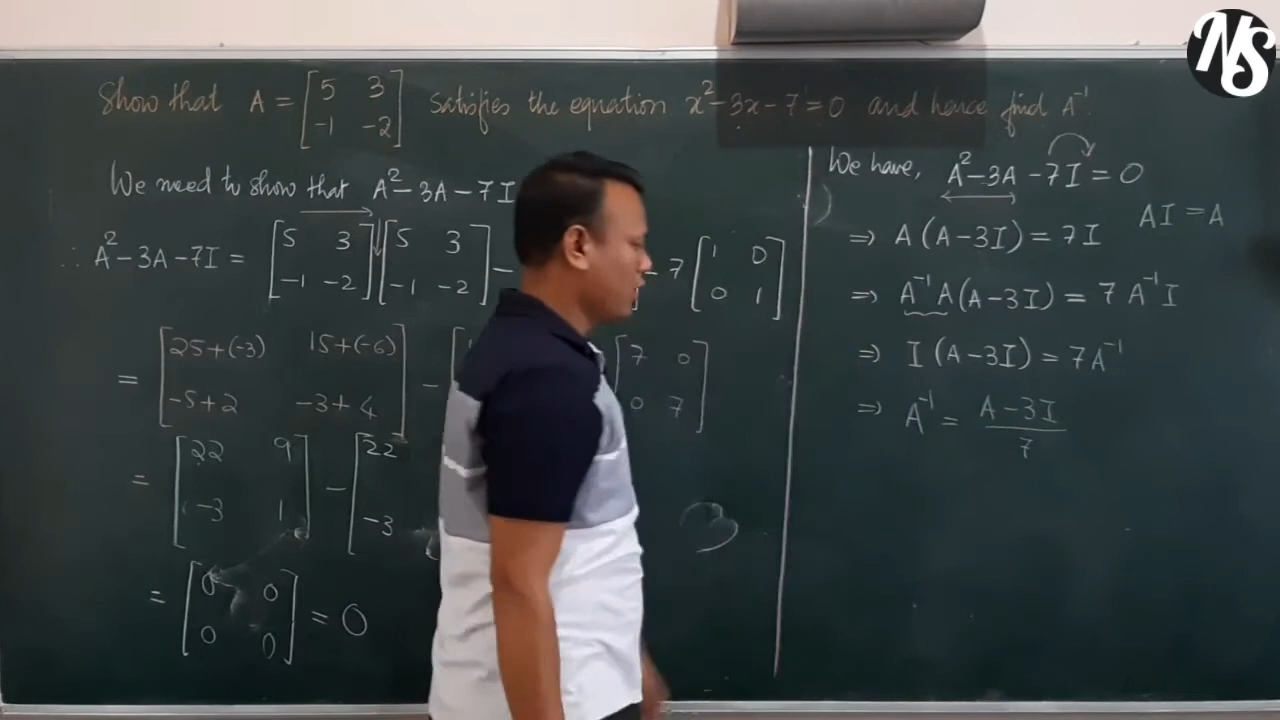 NS
Show that A = [5 3; -1 -2] satisfies the equation x² - 3x - 7 = 0 and hence find A⁻¹.
We need to show that A² - 3A - 7I
∴ A² - 3A - 7I = [5 3; -1 -2] [5 3; -1 -2] - - 7 [1 0; 0 1]
= [25+(-3) 15+(-6); -5+2 -3+4] - [7 0; 0 7]
= [22 9; -3 1] - [22 -3
= [0 0; 0 0] = 0
We have, A² - 3A - 7I = 0
⇒ A(A - 3I) = 7I AI = A
⇒ A⁻¹A(A - 3I) = 7A⁻¹I
⇒ I(A - 3I) = 7A⁻¹
⇒ A⁻¹ = (A - 3I)/7